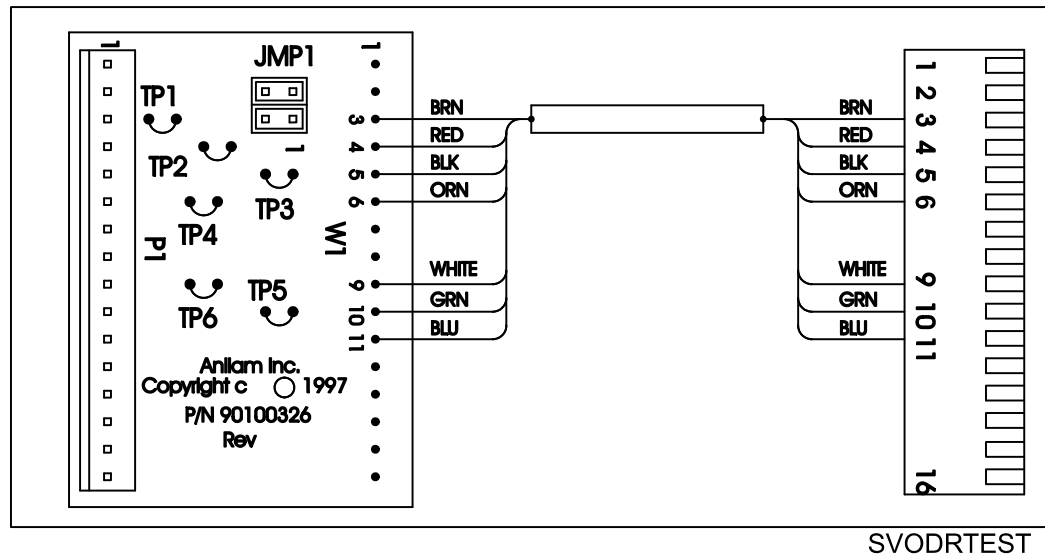 1
JMP1
1
TP1
TP2
1
TP3
TP4
P1
W1
TP5
TP6
3
4
5
6
9
10
11
Anilam Inc.
Copyright c 1997
P/N 90100326
Rev
BRN
RED
BLK
ORN
WHITE
GRN
BLU
BRN
RED
BLK
ORN
WHITE
GRN
BLU
1
2
3
4
5
6
9
10
11
16
SVODRTEST